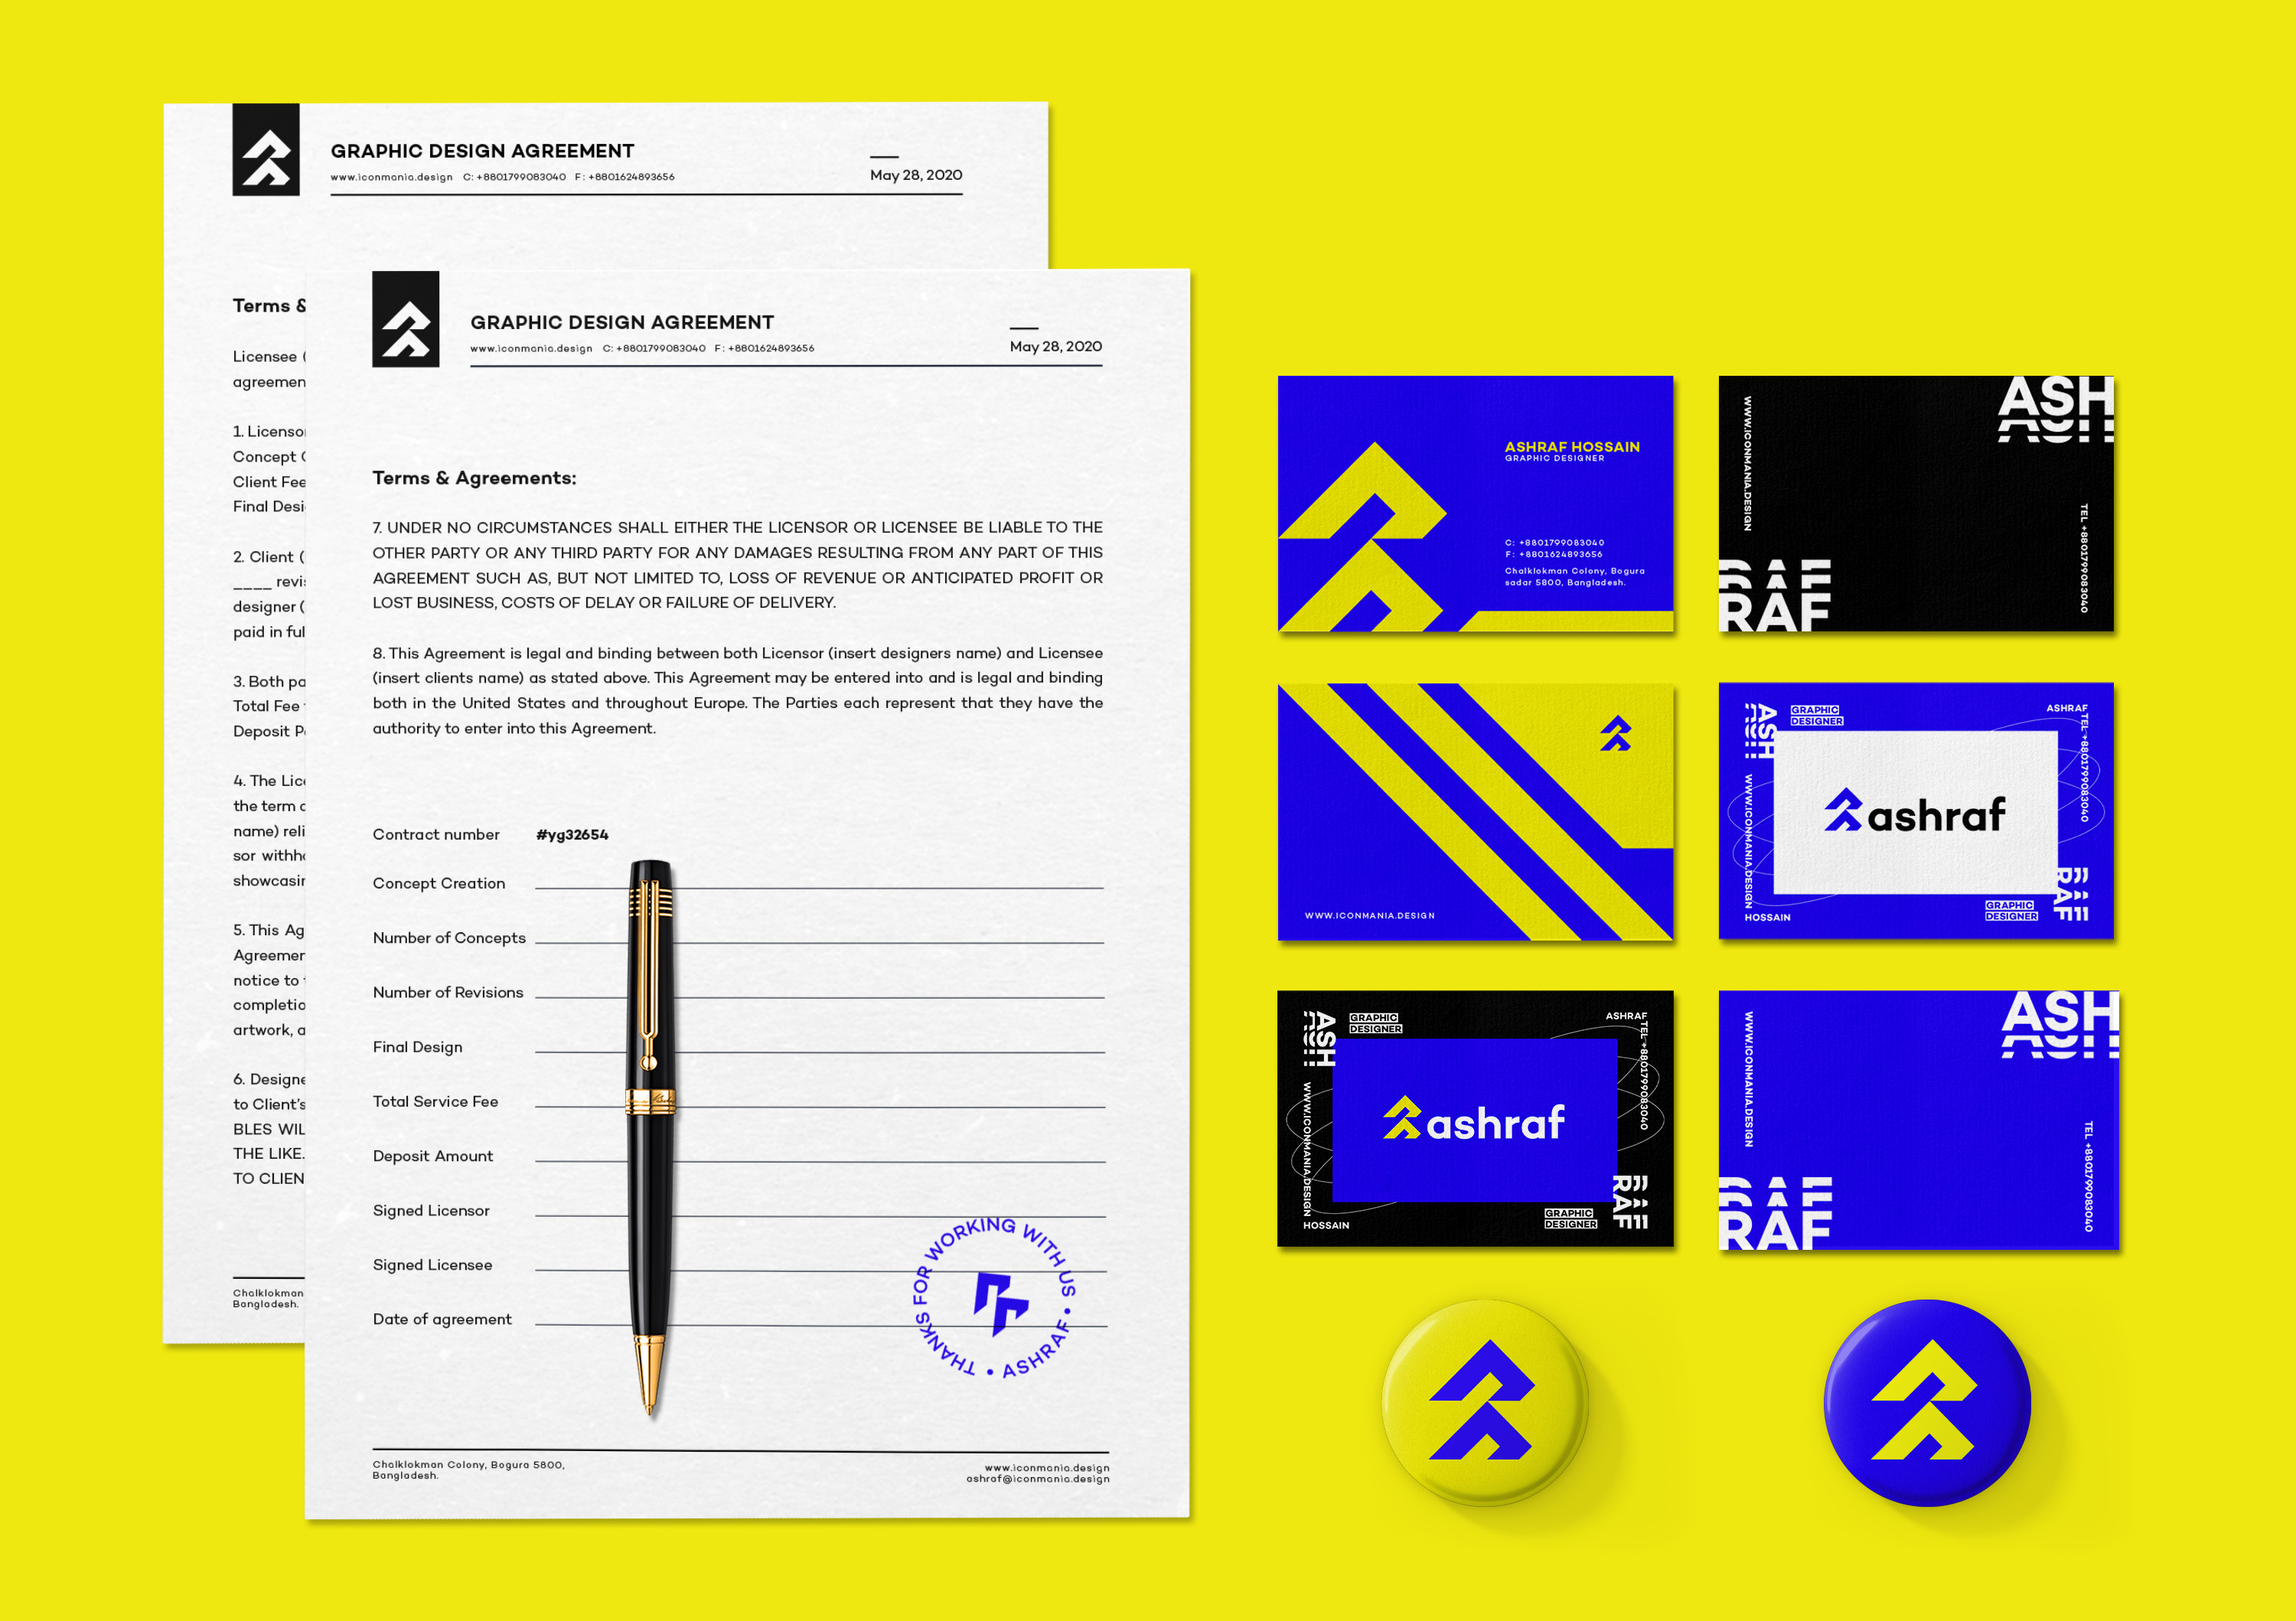 GRAPHIC DESIGN AGREEMENT
www.iconmania.design C: +8801799083040 F: +8801624893656
May 28, 2020
Terms &
Licensee (
agreemen
1. Licenso
Concept
Client Fee
Final Desi
2. Client (
____ revis
designer (
paid in ful
3. Both pa
Total Fee
Deposit P
4. The Lic
the term
name) reli
sor withh
showcasin
5. This Ag
Agreemen
notice to
completio
artwork, a
6. Designe
to Client's
BLES WIL
THE LIKE.
TO CLIEN
Chalklokman
Bangladesh.
GRAPHIC DESIGN AGREEMENT
www.iconmania.design C: +8801799083040 F: +8801624893656
May 28, 2020
Terms & Agreements:
7. UNDER NO CIRCUMSTANCES SHALL EITHER THE LICENSOR OR LICENSEE BE LIABLE TO THE
OTHER PARTY OR ANY THIRD PARTY FOR ANY DAMAGES RESULTING FROM ANY PART OF THIS
AGREEMENT SUCH AS, BUT NOT LIMITED TO, LOSS OF REVENUE OR ANTICIPATED PROFIT OR
LOST BUSINESS, COSTS OF DELAY OR FAILURE OF DELIVERY.
8. This Agreement is legal and binding between both Licensor (insert designers name) and Licensee
(insert clients name) as stated above. This Agreement may be entered into and is legal and binding
both in the United States and throughout Europe. The Parties each represent that they have the
authority to enter into this Agreement.
Contract number #yg32654
Concept Creation
Number of Concepts
Number of Revisions
Final Design
Total Service Fee
Deposit Amount
Signed Licensor
Signed Licensee
Date of agreement
THANKS FOR WORKING WITH US • ASHRAF •
Chalklokman Colony, Bogura 5800,
Bangladesh.
www.iconmania.design
ashraf@iconmania.design
ASHRAF HOSSAIN
GRAPHIC DESIGNER
C: +8801799083040
F: +8801624893656
Chalklokman Colony, Bogura
sadar 5800, Bangladesh.
WWW.ICONMANIA.DESIGN
ASH
ASH
TEL +8801799083040
RAF
RAF
WWW.ICONMANIA.DESIGN
ASH
ASH
GRAPHIC
DESIGNER
ASHRAF
TEL +8801799083040
WWW.ICONMANIA.DESIGN
ashraf
HOSSAIN
GRAPHIC
DESIGNER
RAF
RAF
ASH
ASH
GRAPHIC
DESIGNER
ASHRAF
TEL +8801799083040
WWW.ICONMANIA.DESIGN
ashraf
HOSSAIN
GRAPHIC
DESIGNER
RAF
RAF
WWW.ICONMANIA.DESIGN
ASH
ASH
TEL +8801799083040
RAF
RAF